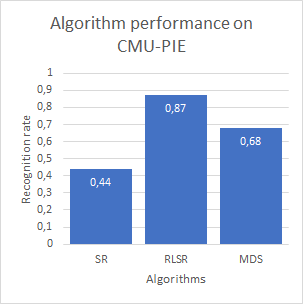 Algorithm performance on
CMU-PIE
Recognition rate
1
0,9
0,8
0,7
0,6
0,5
0,4
0,3
0,2
0,1
0
0,44
0,87
0,68
SR RLSR MDS
Algorithms